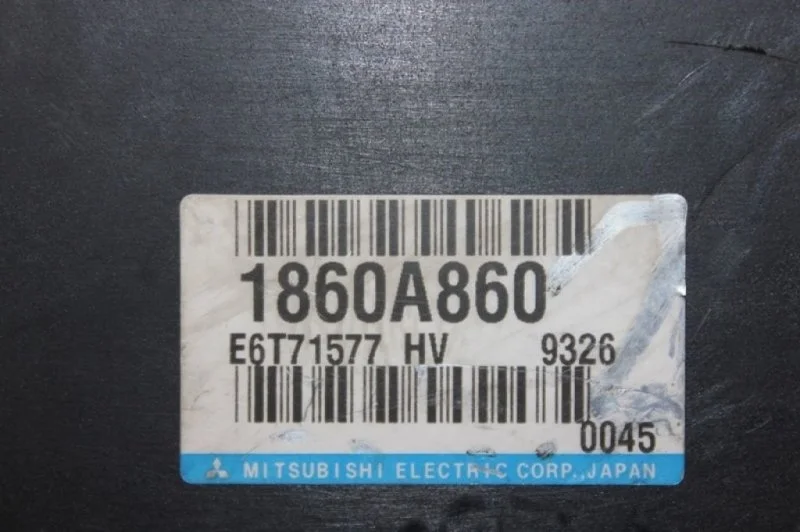 1860A860
E6T71577 HV 9326
0045
MITSUBISHI ELECTRIC CORP.,JAPAN